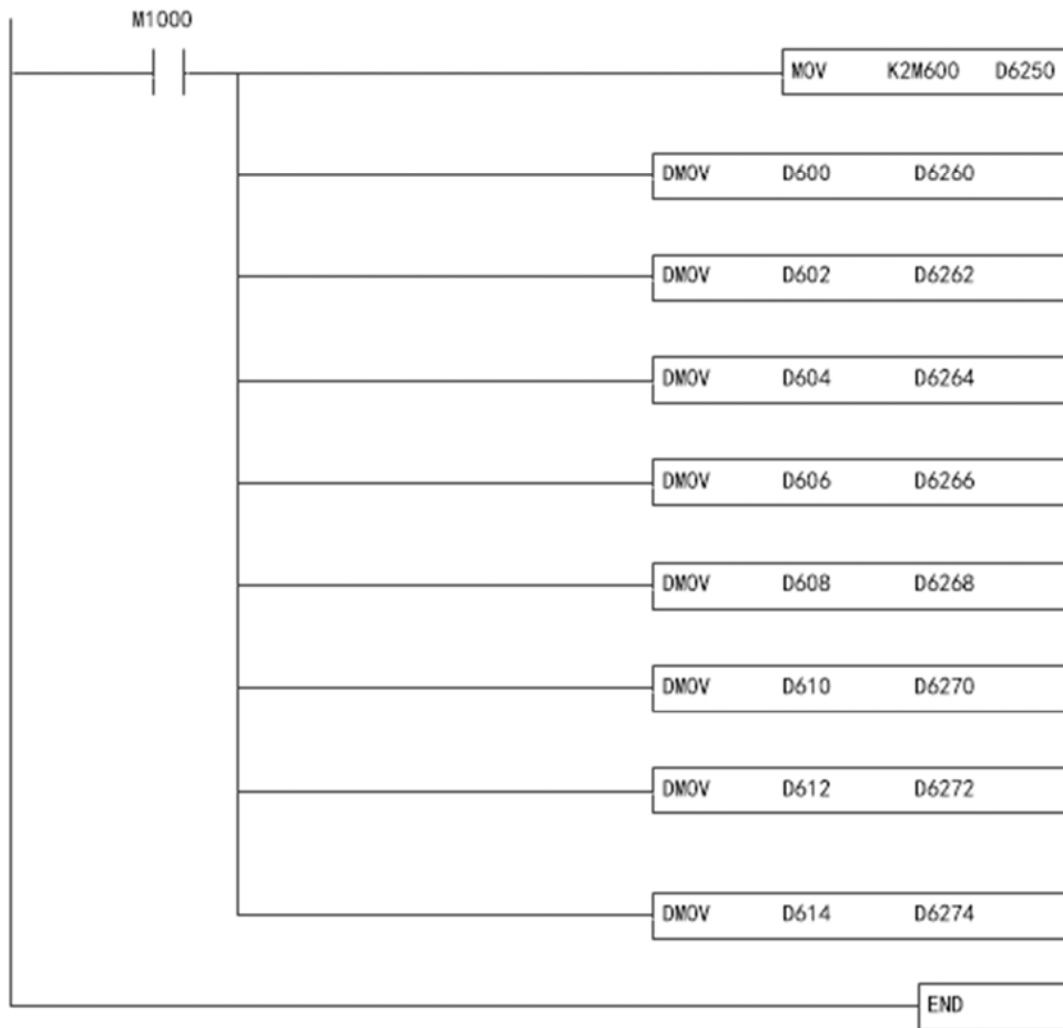 M1000
MOV K2M600 D6250
DMOV D600 D6260
DMOV D602 D6262
DMOV D604 D6264
DMOV D606 D6266
DMOV D608 D6268
DMOV D610 D6270
DMOV D612 D6272
DMOV D614 D6274
END